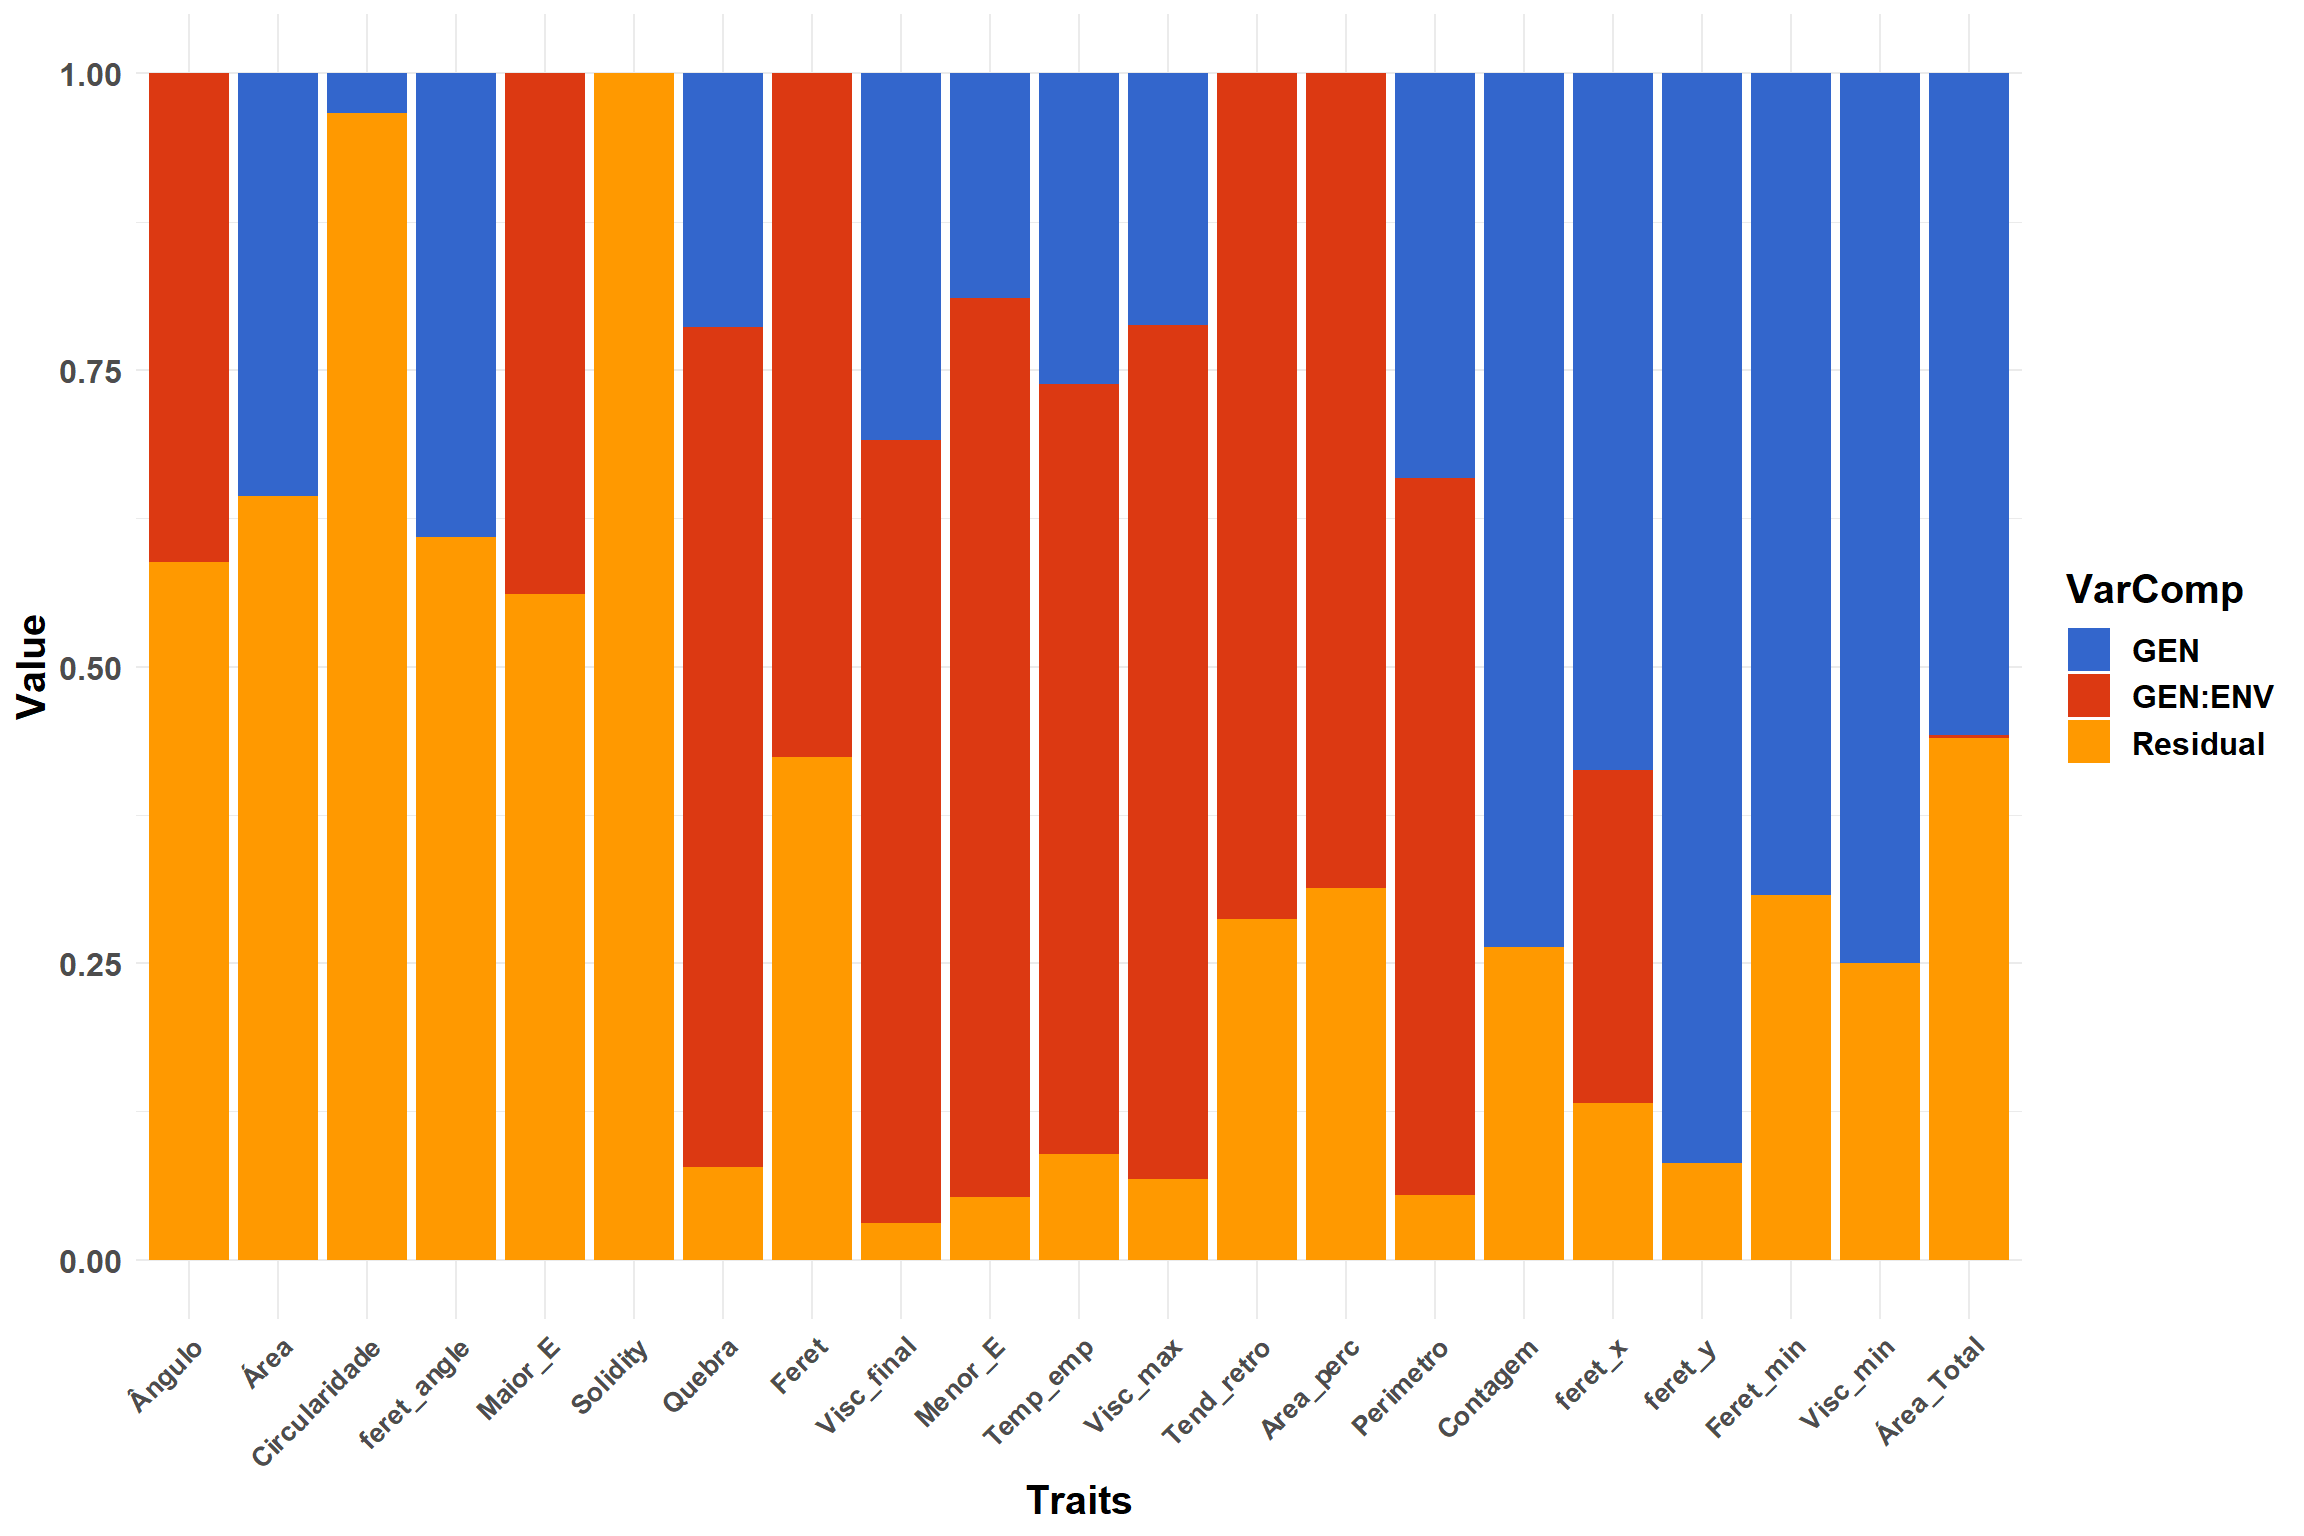 1.00
0.75
0.50
0.25
0.00
Value
Ângulo
Área
Circularidade
feret_angle
Maior_E
Solidity
Quebra
Feret
Visc_final
Menor_E
Temp_emp
Visc_max
Tend_retro
Area_perc
Perimetro
Contagem
feret_x
feret_y
Feret_min
Visc_min
Área_Total
Traits
VarComp
GEN
GEN:ENV
Residual